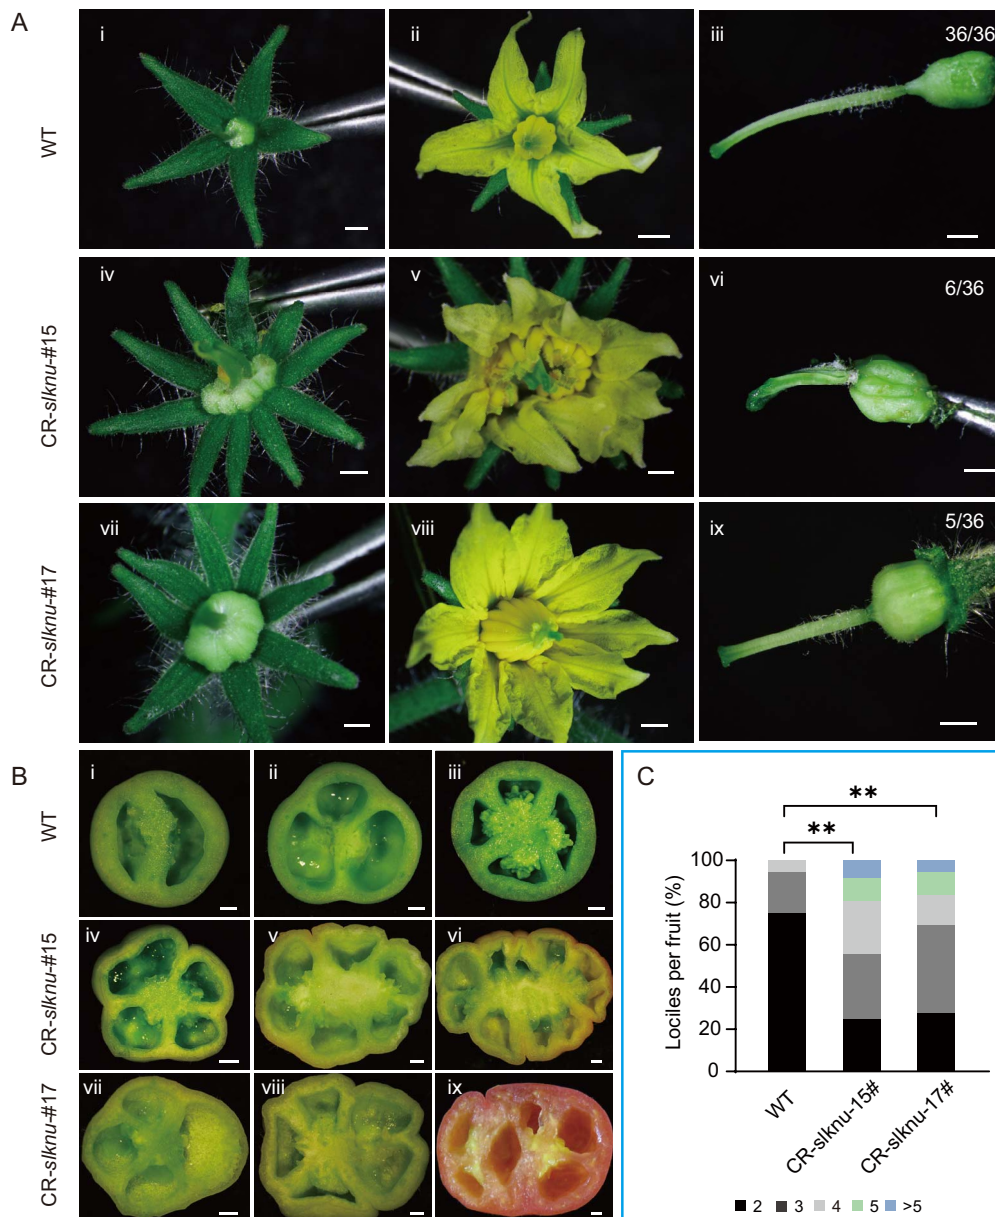 A
WT
i
ii
iii
36/36
CR-slknu-#15
iv
v
vi
6/36
CR-slknu-#17
vii
viii
ix
5/36
B
WT
i
ii
iii
CR-slknu-#15
iv
v
vi
CR-slknu-#17
vii
viii
ix
C
**
**
Lociles per fruit (%)
100
80
60
40
20
0
WT
CR-slknu-15#
CR-slknu-17#
2 3 4 5 >5